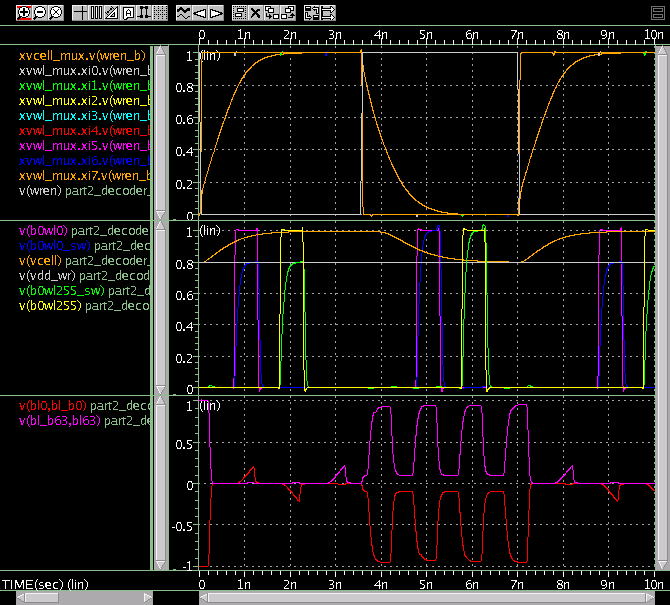 0 1n 2n 3n 4n 5n 6n 7n 8n 9n 10n
xvcell_mux.v(wren_b)
xvwl_mux.xi0.v(wren_b
xvwl_mux.xi1.v(wren_b
xvwl_mux.xi2.v(wren_b
xvwl_mux.xi3.v(wren_b
xvwl_mux.xi4.v(wren_b
xvwl_mux.xi5.v(wren_b
xvwl_mux.xi6.v(wren_b
xvwl_mux.xi7.v(wren_b
v(wren) part2_decoder_
(lin)
1
0.8
0.6
0.4
0.2
0
v(b0wl0) part2_decode
v(b0wl0_sw) part2_dec
v(vcell) part2_decoder_
v(vdd_wr) part2_decod
v(b0wl255_sw) part2_d
v(b0wl255) part2_deco
(lin)
1
0.8
0.6
0.4
0.2
0
v(bl0,bl_b0) part2_deco
v(bl_b63,bl63) part2_de
(lin)
1
0.5
0
-0.5
-1
TIME(sec) (lin)
0 1n 2n 3n 4n 5n 6n 7n 8n 9n 10n